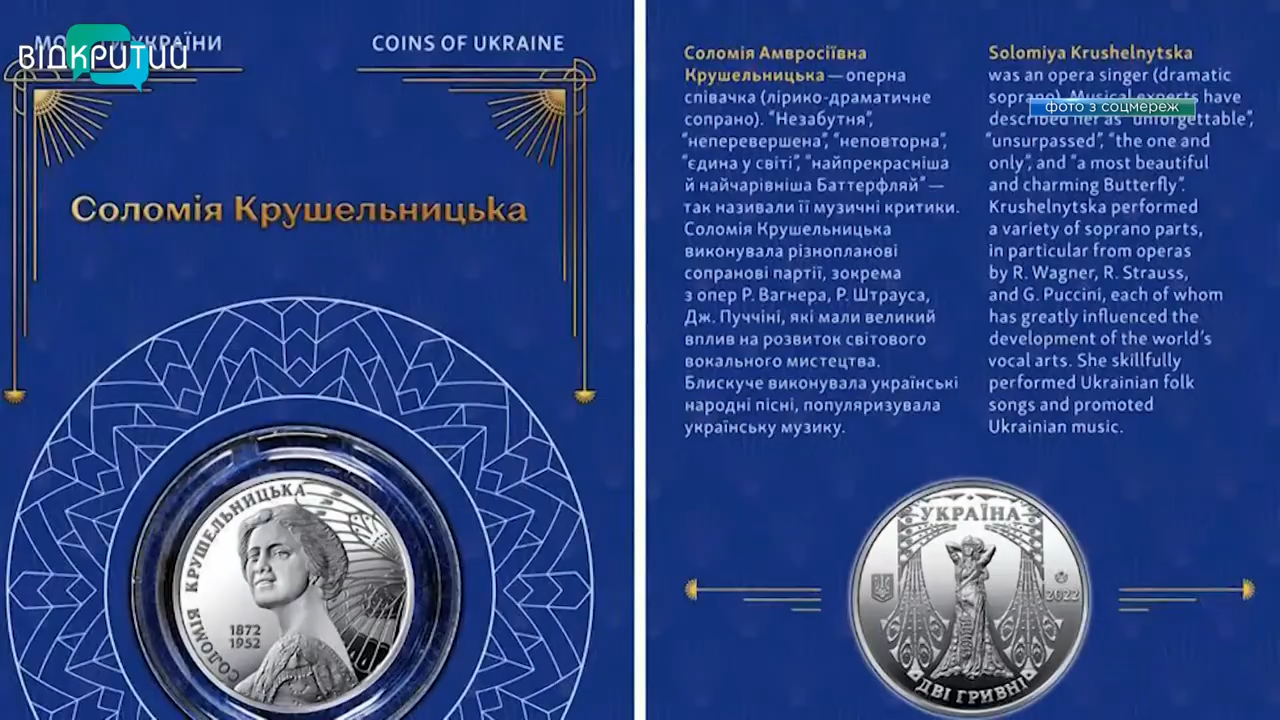 ВІДКРИТИЙ
УКРАЇНИ
COINS OF UKRAINE
Соломія Крушельницька
СОЛОМІЯ КРУШЕЛЬНИЦЬКА
1872
1952
Соломія Амвросіївна
Крушельницька — оперна
співачка (лірико-драматичне
сопрано). “Незабутня”,
“неперевершена”, “неповторна”,
“єдина у світі”, “найпрекрасніша
й найчарівніша Баттерфляй” —
так називали її музичні критики.
Соломія Крушельницька
виконувала різнопланові
сопранові партії, зокрема
з опер Р. Вагнера, Р. Штрауса,
Дж. Пуччіні, які мали великий
вплив на розвиток світового
вокального мистецтва.
Блискуче виконувала українські
народні пісні, популяризувала
українську музику.
Solomiya Krushelnytska
was an opera singer (dramatic
soprano). Musical experts have
фото з соцмереж
described her as “unforgettable”,
“unsurpassed”, “the one and
only”, and “a most beautiful
and charming Butterfly”.
Krushelnytska performed
a variety of soprano parts,
in particular from operas
by R. Wagner, R. Strauss,
and G. Puccini, each of whom
has greatly influenced the
development of the world’s
vocal arts. She skillfully
performed Ukrainian folk
songs and promoted
Ukrainian music.
УКРАЇНА
2022
ДВІ ГРИВНІ